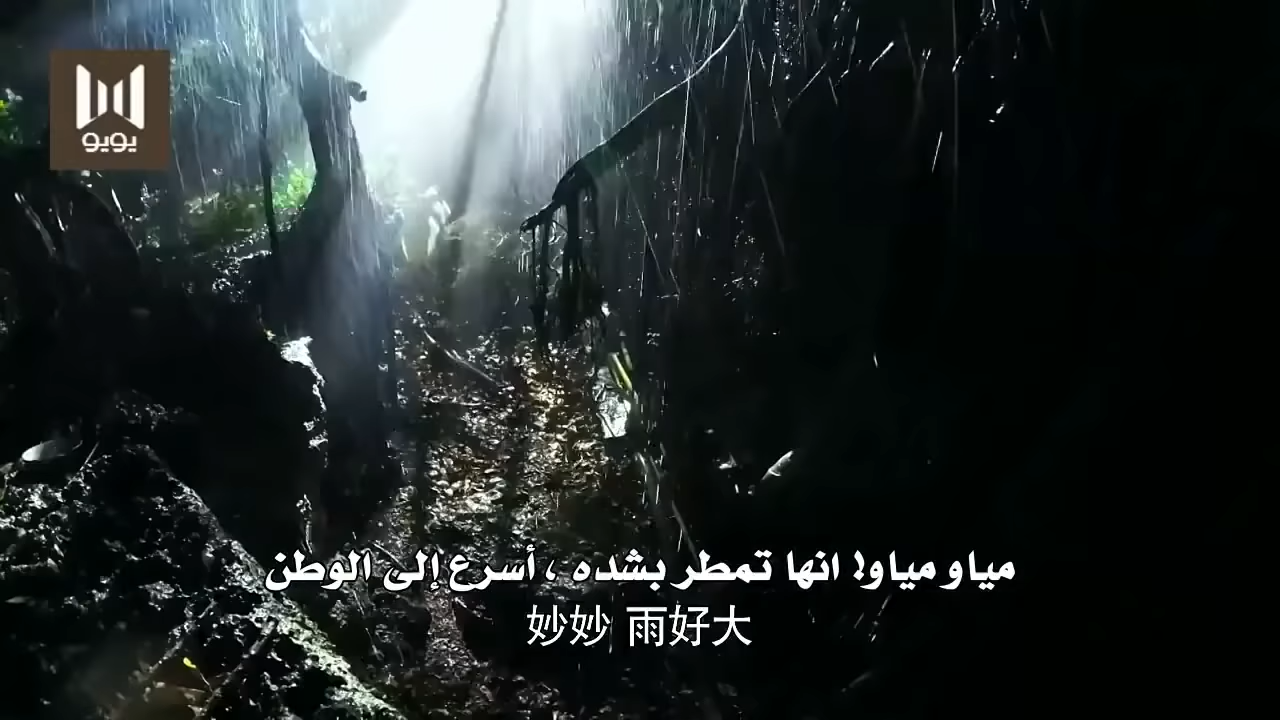 يويو
مياو مياو! انها تمطر بشده ، أسرع إلى الوطن
妙妙 雨好大